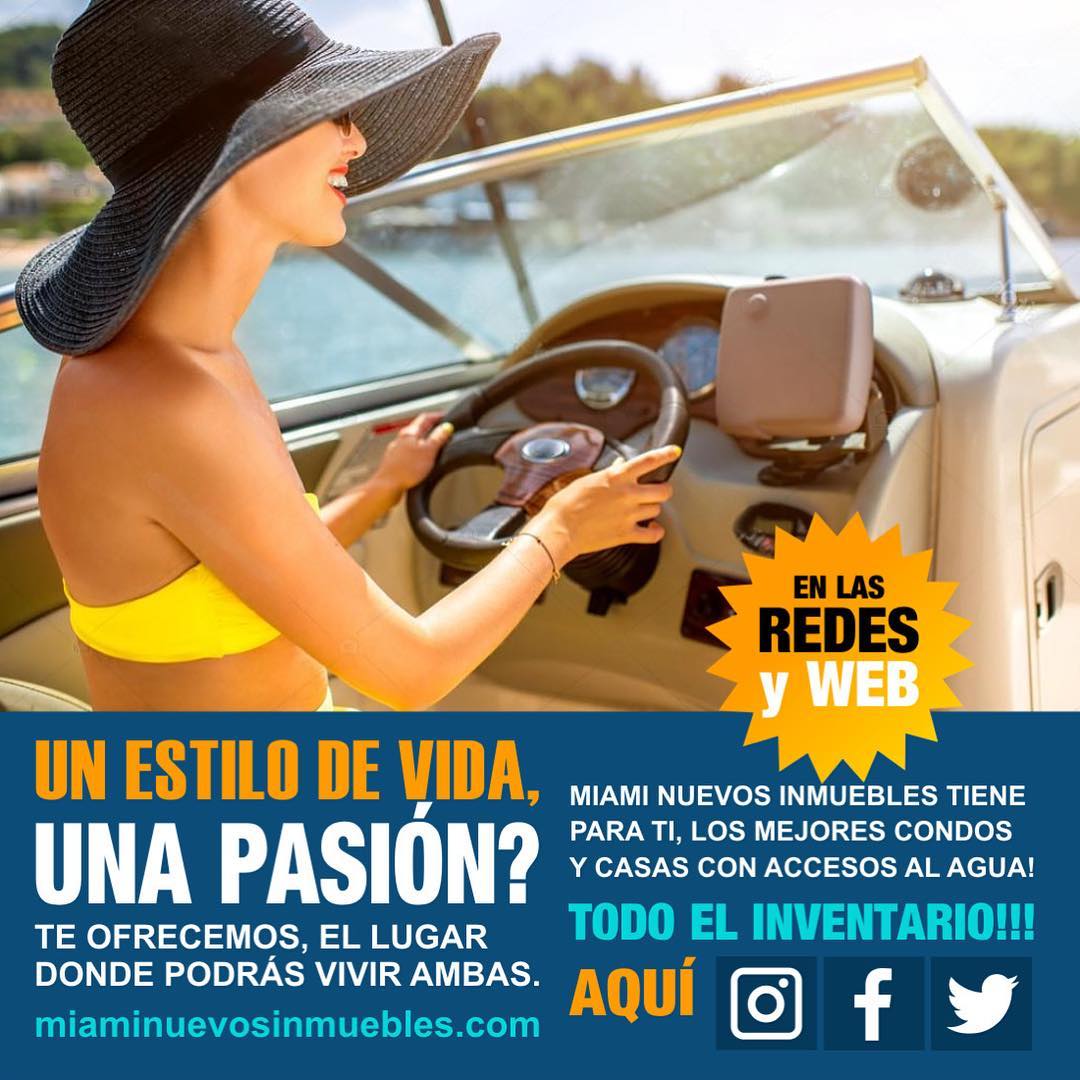 EN LAS
REDES
y WEB
UN ESTILO DE VIDA,
UNA PASIÓN?
TE OFRECEMOS, EL LUGAR
DONDE PODRÁS VIVIR AMBAS.
miaminuevosinmuebles.com
MIAMI NUEVOS INMUEBLES TIENE
PARA TI, LOS MEJORES CONDOS
Y CASAS CON ACCESOS AL AGUA!
TODO EL INVENTARIO!!!
AQUÍ